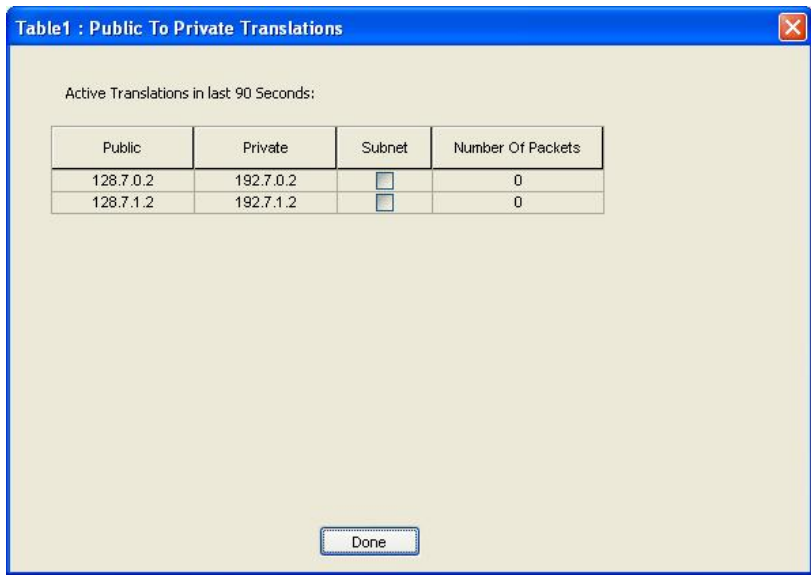 Table1 : Public To Private Translations
Active Translations in last 90 Seconds:
Public Private Subnet Number Of Packets
128.7.0.2 192.7.0.2 0
128.7.1.2 192.7.1.2 0
Done